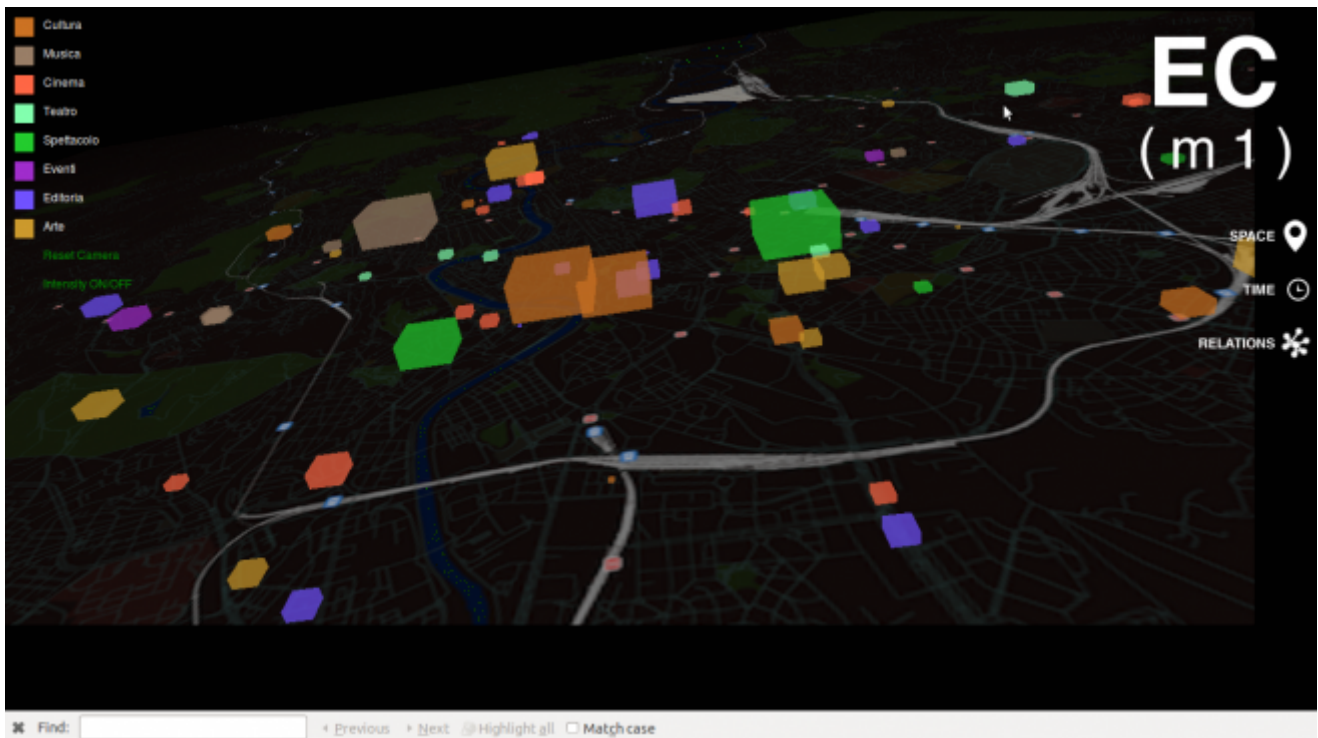 Cultura
Musica
Cinema
Teatro
Spettacolo
Eventi
Editoria
Arte
Reset Camera
Intensity ON/OFF
EC
( m 1 )
SPACE
TIME
RELATIONS
Find:
Previous
Next
Highlight all
Match case